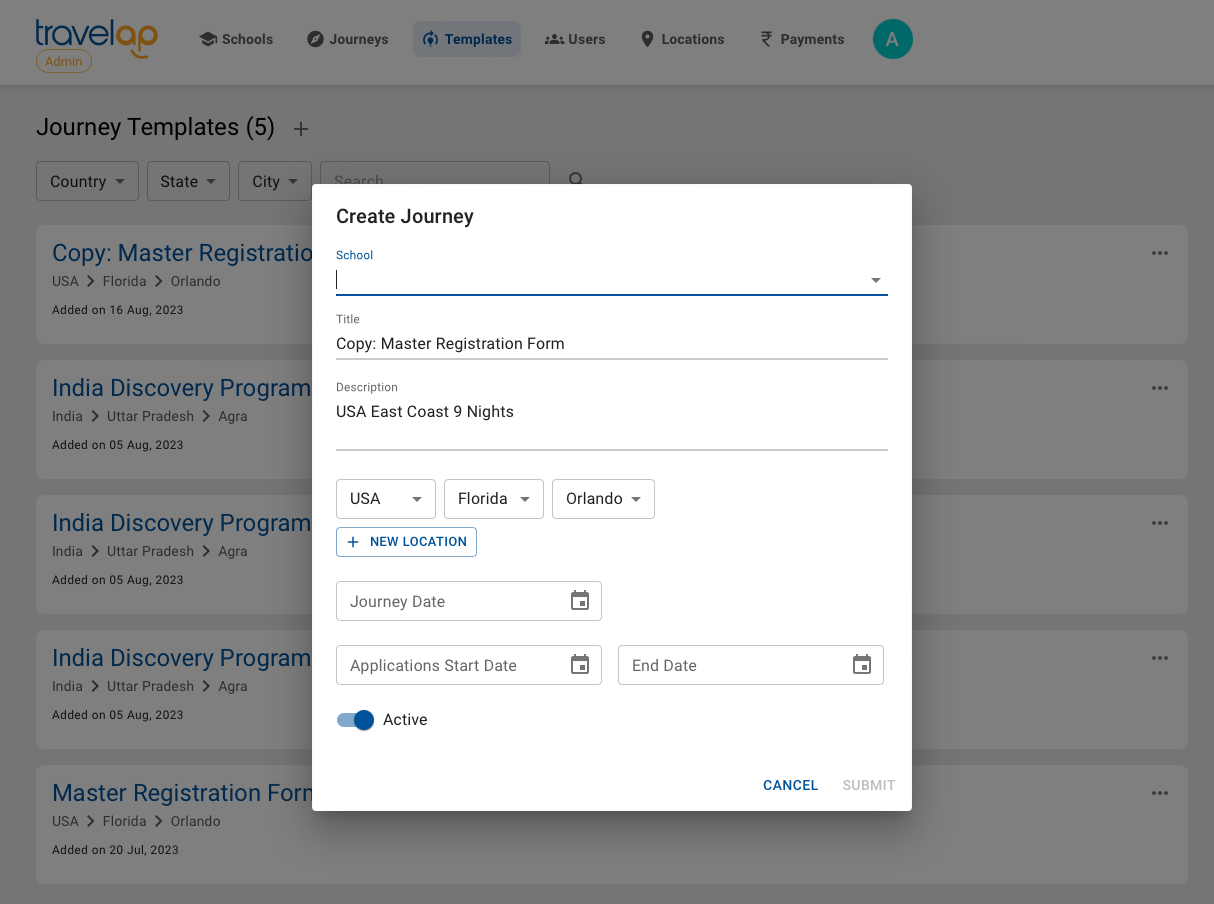 travelap
Admin
Schools
Journeys
Templates
Users
Locations
Payments
A
Journey Templates (5)
Country
State
City
Search
Copy: Master Registratio
USA > Florida > Orlando
Added on 16 Aug, 2023
India Discovery Program
India > Uttar Pradesh > Agra
Added on 05 Aug, 2023
India Discovery Program
India > Uttar Pradesh > Agra
Added on 05 Aug, 2023
India Discovery Program
India > Uttar Pradesh > Agra
Added on 05 Aug, 2023
Master Registration Form
USA > Florida > Orlando
Added on 20 Jul, 2023
Create Journey
School
Title
Copy: Master Registration Form
Description
USA East Coast 9 Nights
USA
Florida
Orlando
+ NEW LOCATION
Journey Date
Applications Start Date
End Date
Active
CANCEL
SUBMIT